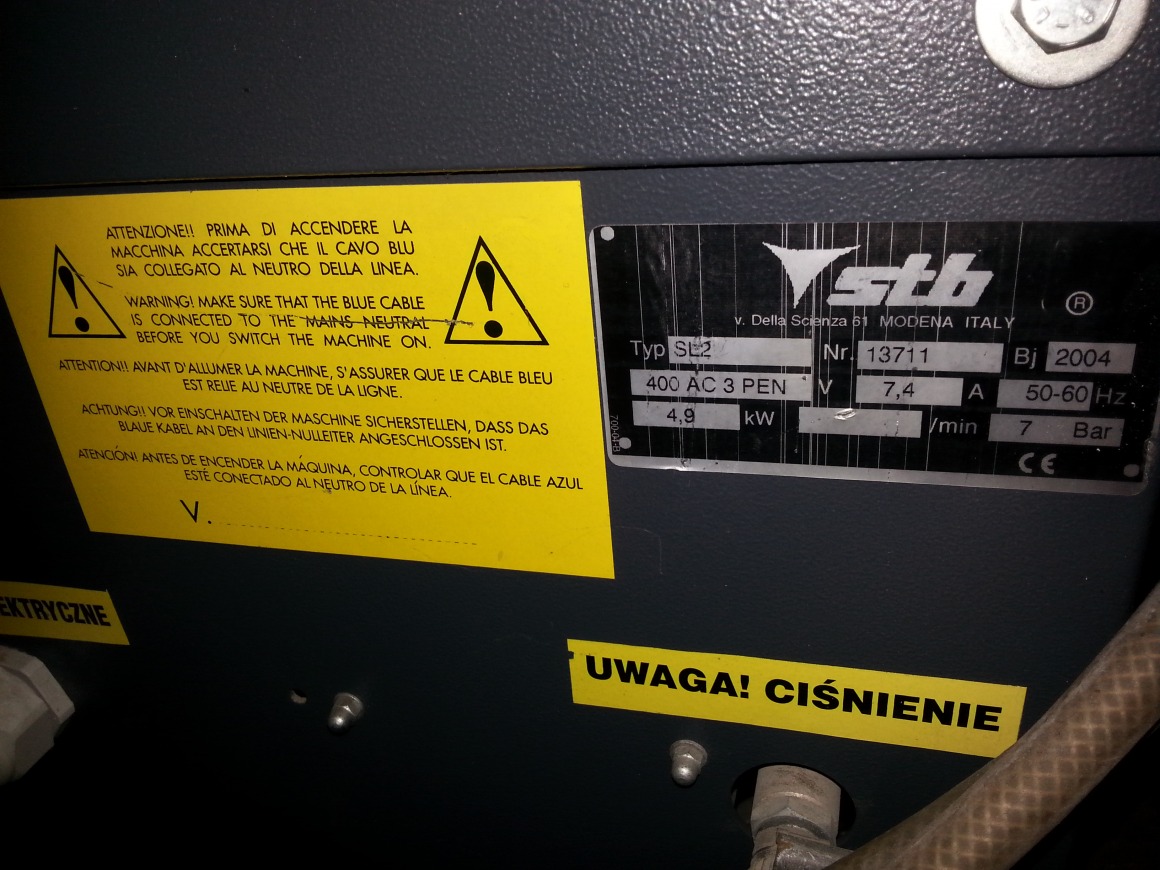 ATTENZIONE!! PRIMA DI ACCENDERE LA
MACCHINA ACCERTARSI CHE IL CAVO BLU
SIA COLLEGATO AL NEUTRO DELLA LINEA.
WARNING! MAKE SURE THAT THE BLUE CABLE
IS CONNECTED TO THE MAINS NEUTRAL
BEFORE YOU SWITCH THE MACHINE ON.
ATTENTION!! AVANT D'ALLUMER LA MACHINE, S'ASSURER QUE LE CABLE BLEU
EST RELIE AU NEUTRE DE LA LIGNE.
ACHTUNG!! VOR EINSCHALTEN DER MASCHINE SICHERSTELLEN, DASS DAS
BLAUE KABEL AN DEN LINIEN-NULLEITER ANGESCHLOSSEN IST.
ATENCIÓN! ANTES DE ENCENDER LA MÁQUINA, CONTROLAR QUE EL CABLE AZUL
ESTÉ CONECTADO AL NEUTRO DE LA LÍNEA.
V. ..............................
stb ®
v. Della Scienza 61 MODENA ITALY
Typ SL2 Nr. 13711 Bj 2004
400 AC 3 PEN V 7,4 A 50-60 Hz
4,9 kW /min 7 Bar
CE
EKTRYCZNE
UWAGA! CIŚNIENIE